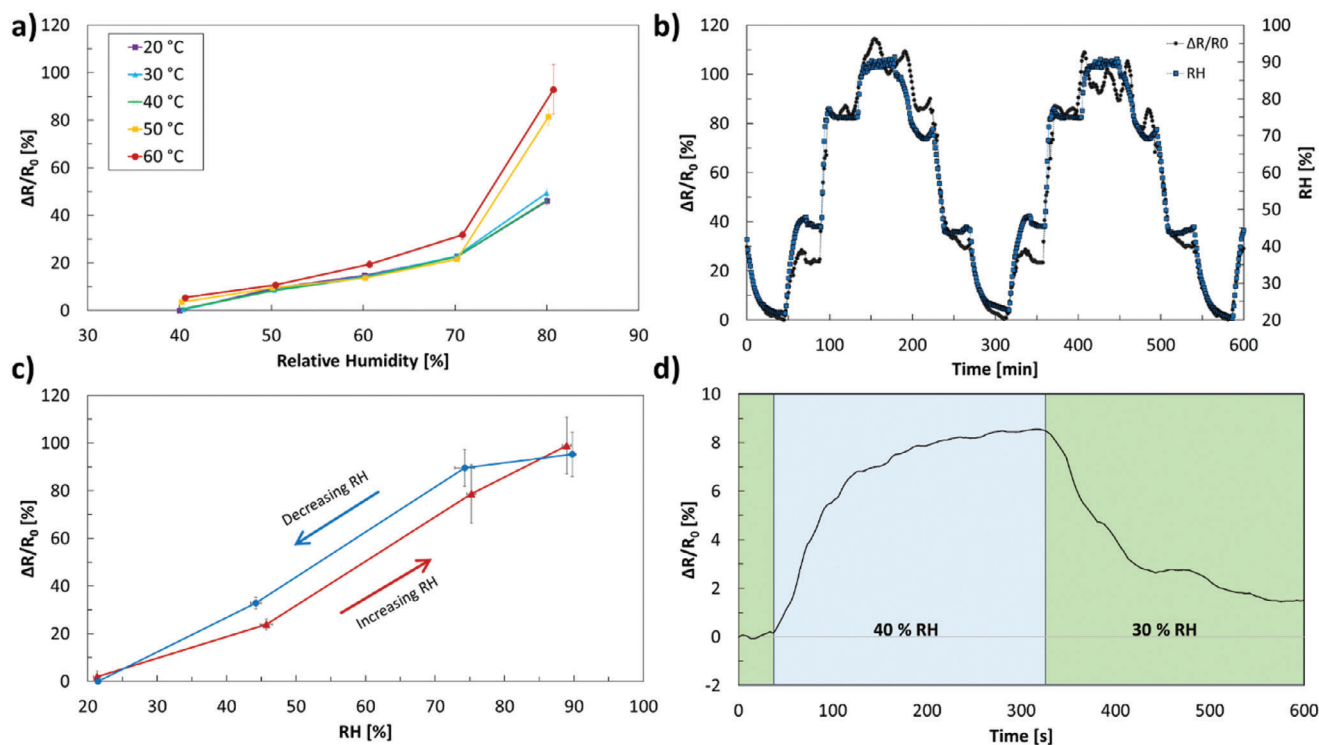 a)
120
100
80
60
40
20
0
ΔR/R₀ [%]
20 °C
30 °C
40 °C
50 °C
60 °C
30 40 50 60 70 80 90
Relative Humidity [%]
b)
120
100
80
60
40
20
0
ΔR/R₀ [%]
ΔR/R0
RH
100
90
80
70
60
50
40
30
20
RH [%]
0 100 200 300 400 500 600
Time [min]
c)
120
100
80
60
40
20
0
ΔR/R₀ [%]
Decreasing RH
Increasing RH
20 30 40 50 60 70 80 90 100
RH [%]
d)
10
8
6
4
2
0
-2
ΔR/R₀ [%]
40 % RH 30 % RH
0 100 200 300 400 500 600
Time [s]